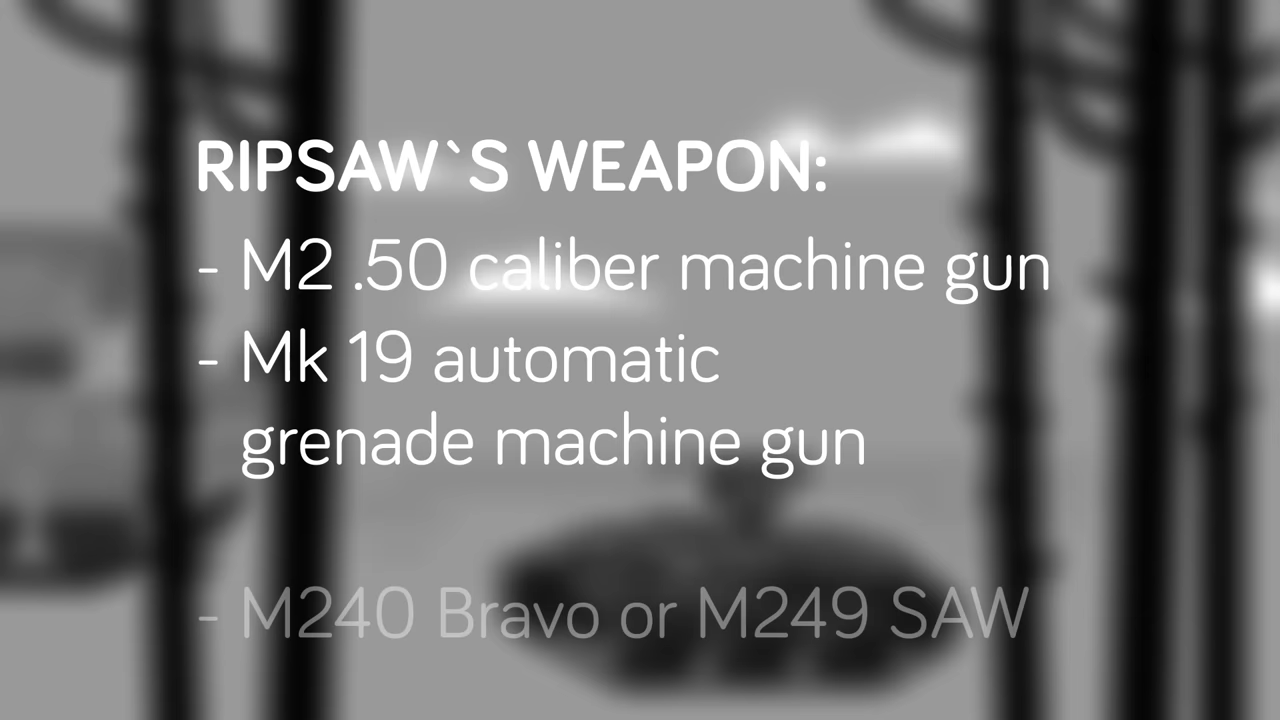 RIPSAW`S WEAPON:
- M2 .50 caliber machine gun
- Mk 19 automatic
grenade machine gun
- M240 Bravo or M249 SAW